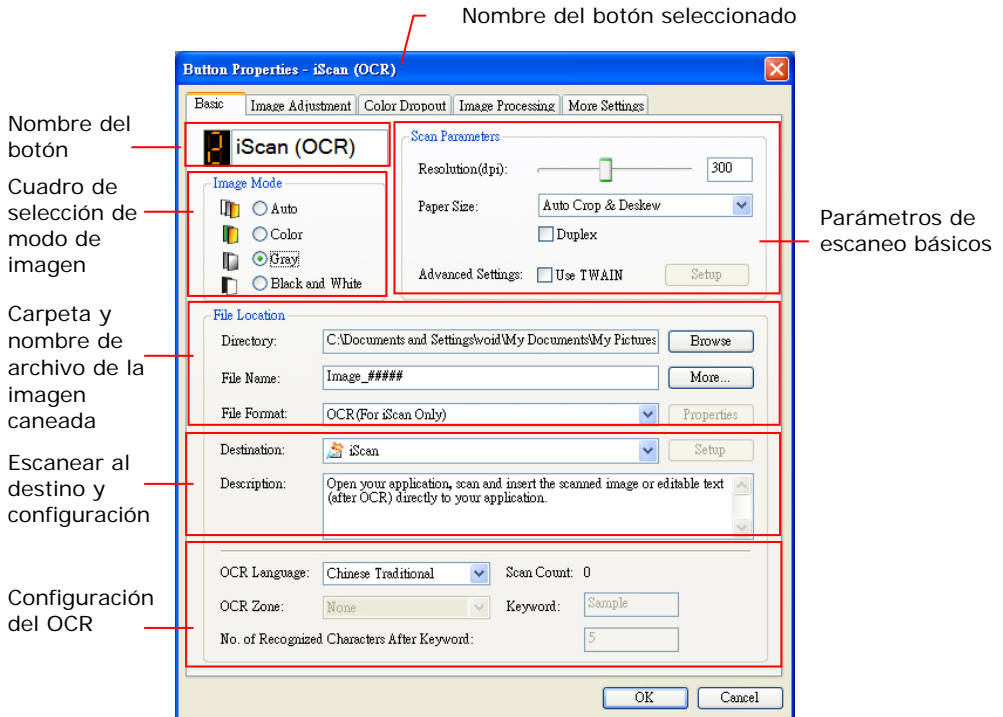 Nombre del botón seleccionado
Button Properties - iScan (OCR)
Basic Image Adjustment Color Dropout Image Processing More Settings
Nombre del
botón
2 iScan (OCR)
Cuadro de
selección de
modo de
imagen
Image Mode
Auto
Color
Gray
Black and White
Scan Parameters
Resolution(dpi): 300
Paper Size: Auto Crop & Deskew
Duplex
Advanced Settings: Use TWAIN Setup
Parámetros de
escaneo básicos
Carpeta y
nombre de
archivo de la
imagen
caneada
File Location
Directory: C:\Documents and Settings\void\My Documents\My Pictures Browse
File Name: Image_##### More...
File Format: OCR(For iScan Only) Properties
Escanear al
destino y
configuración
Destination: iScan Setup
Description: Open your application, scan and insert the scanned image or editable text
(after OCR) directly to your application.
Configuración
del OCR
OCR Language: Chinese Traditional Scan Count: 0
OCR Zone: None Keyword: Sample
No. of Recognized Characters After Keyword: 5
OK Cancel